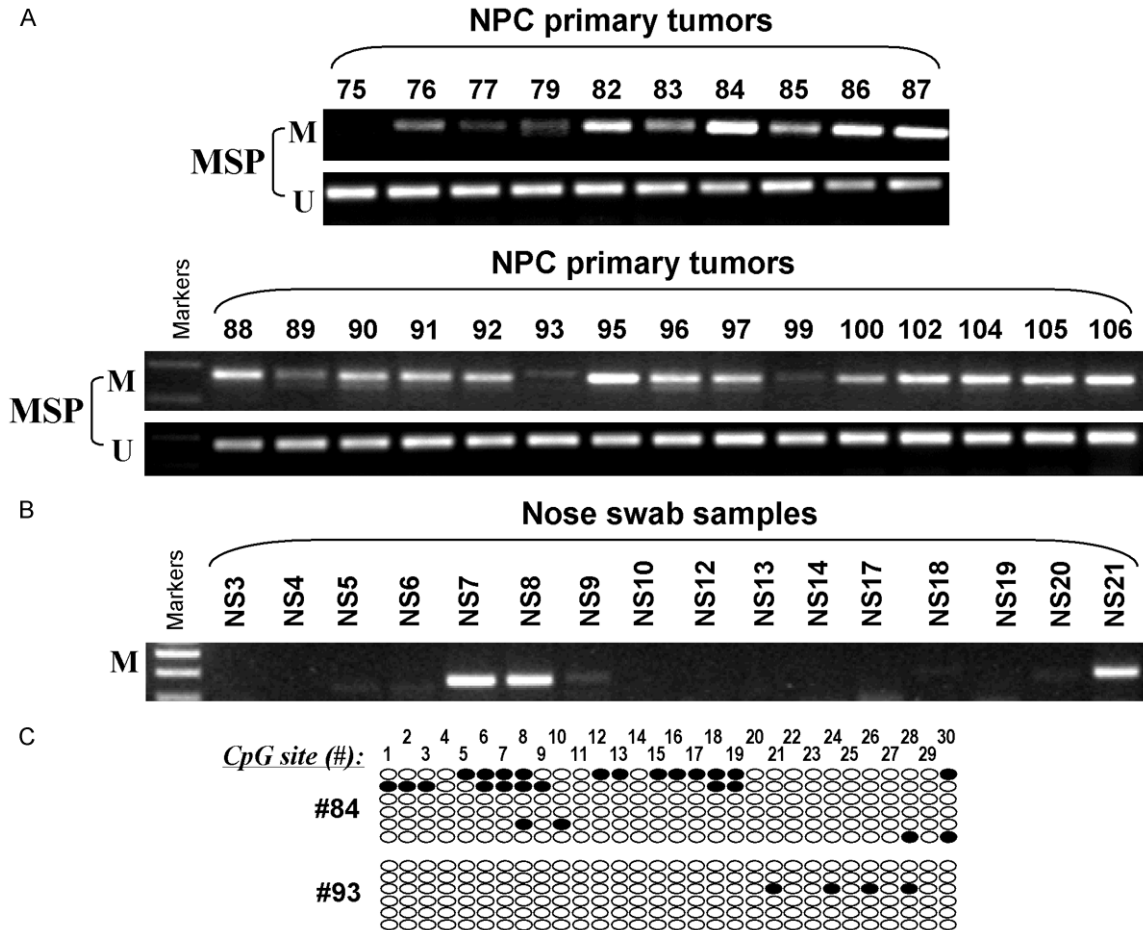 A
NPC primary tumors
75 76 77 79 82 83 84 85 86 87
MSP
M
U
NPC primary tumors
Markers
88 89 90 91 92 93 95 96 97 99 100 102 104 105 106
MSP
M
U
B
Nose swab samples
Markers
NS3 NS4 NS5 NS6 NS7 NS8 NS9 NS10 NS12 NS13 NS14 NS17 NS18 NS19 NS20 NS21
M
C
2 4 6 8 10 12 14 16 18 20 22 24 26 28 30
CpG site (#): 1 3 5 7 9 11 13 15 17 19 21 23 25 27 29
#84
#93